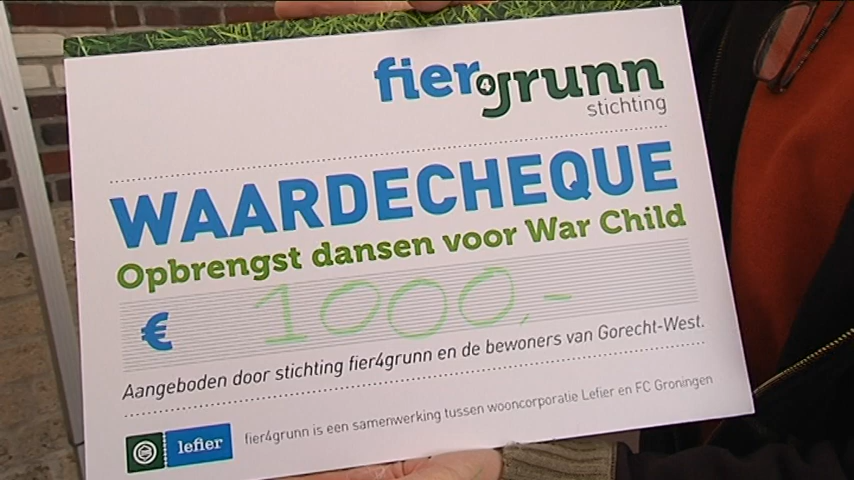 fier4grunn
stichting
WAARDECHEQUE
Opbrengst dansen voor War Child
€ 1000,-
Aangeboden door stichting fier4grunn en de bewoners van Gorecht-West.
lefier fier4grunn is een samenwerking tussen wooncorporatie Lefier en FC Groningen